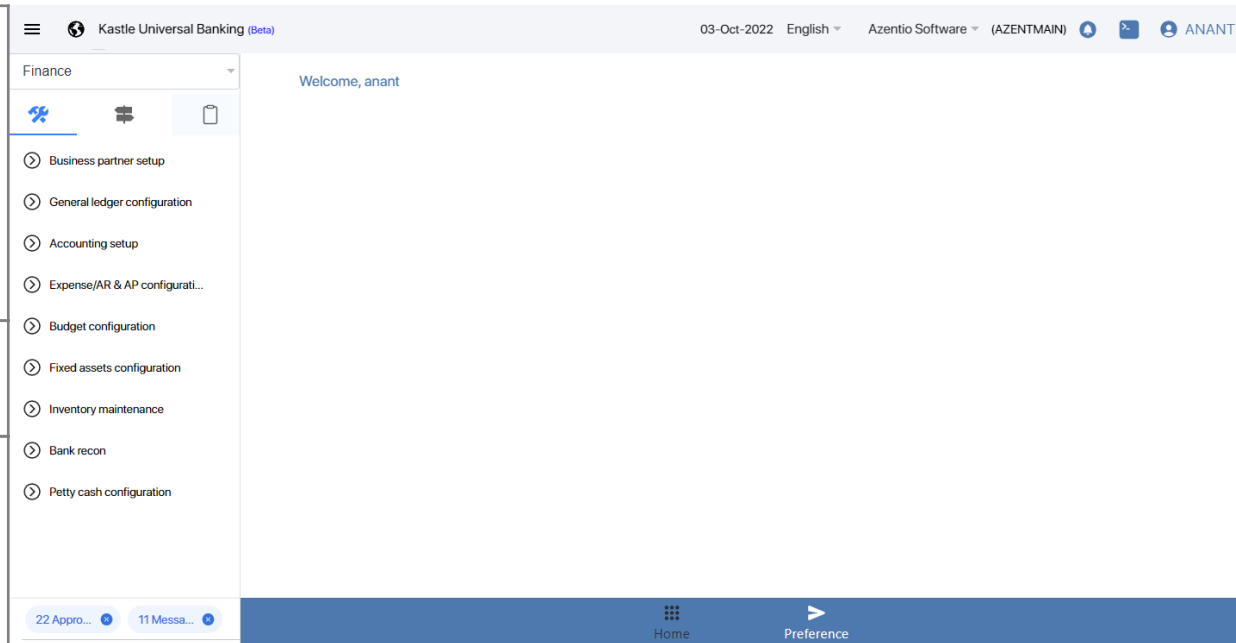 Kastle Universal Banking (Beta)
03-Oct-2022 English Azentio Software (AZENTMAIN) ANANT
Finance
Welcome, anant
Business partner setup
General ledger configuration
Accounting setup
Expense/AR & AP configurati...
Budget configuration
Fixed assets configuration
Inventory maintenance
Bank recon
Petty cash configuration
22 Appro... 11 Messa...
Home Preference